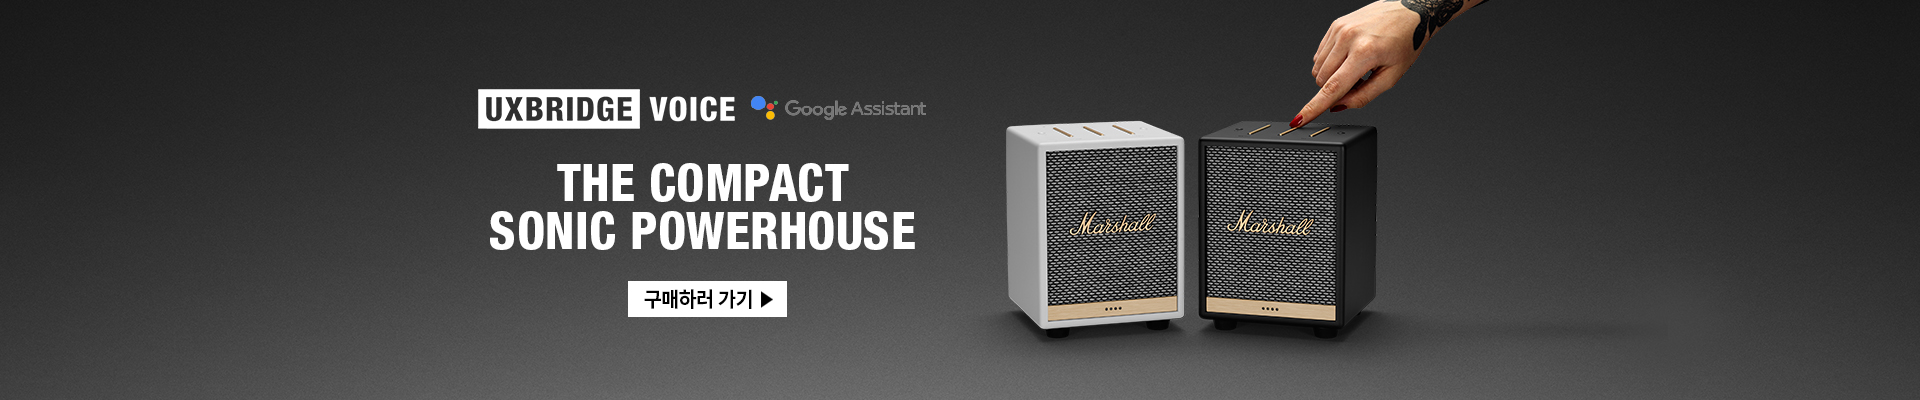 UXBRIDGE VOICE Google Assistant
THE COMPACT
SONIC POWERHOUSE
구매하러 가기 ▶
Marshall
Marshall